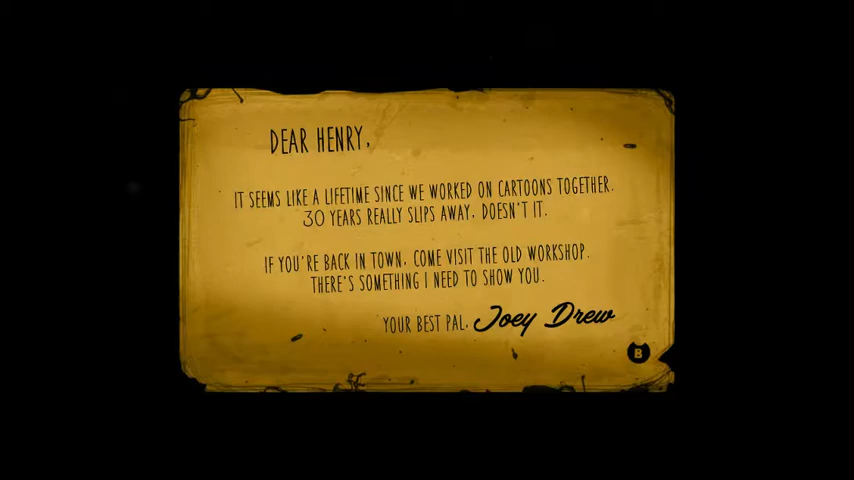 DEAR HENRY,
IT SEEMS LIKE A LIFETIME SINCE WE WORKED ON CARTOONS TOGETHER.
30 YEARS REALLY SLIPS AWAY, DOESN'T IT.
IF YOU'RE BACK IN TOWN, COME VISIT THE OLD WORKSHOP.
THERE'S SOMETHING I NEED TO SHOW YOU.
YOUR BEST PAL, Joey Drew
B